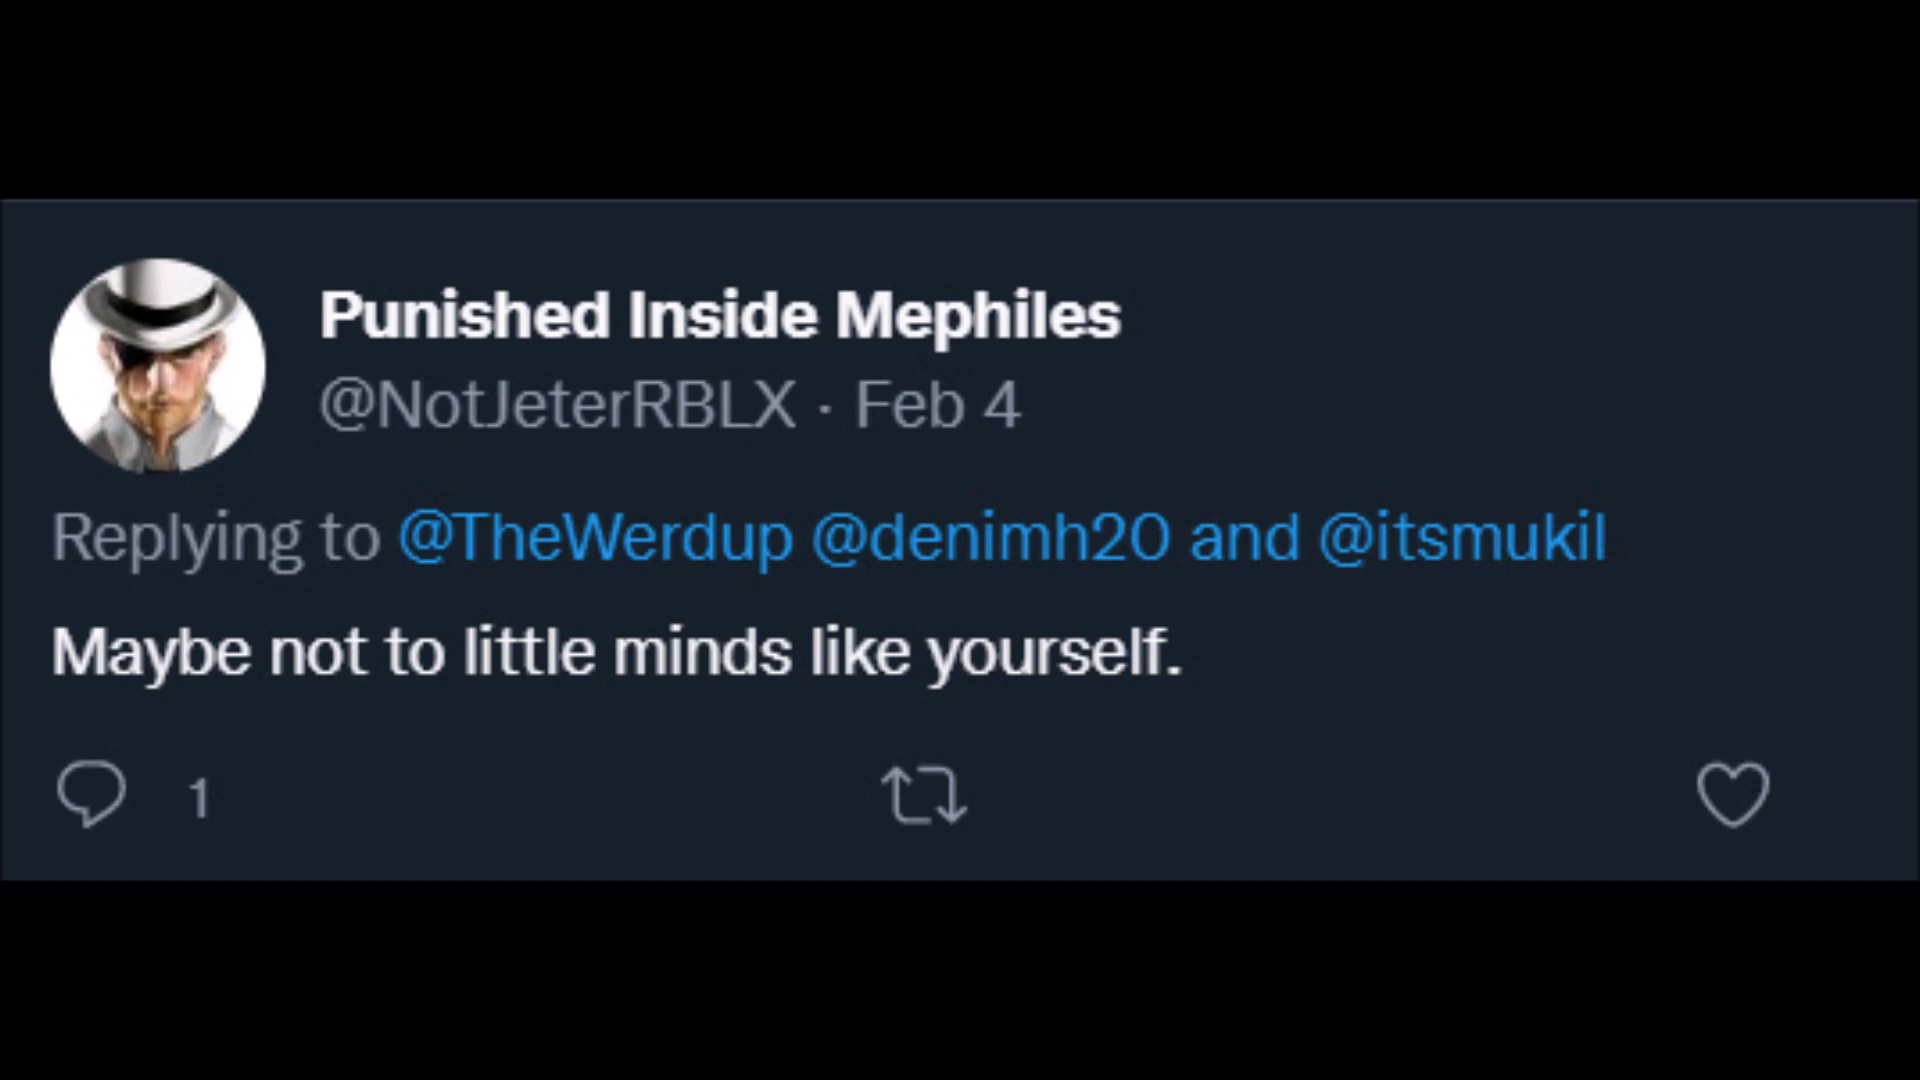 Punished Inside Mephiles
@NotJeterRBLX · Feb 4
Replying to @TheWerdup @denimh20 and @itsmukil
Maybe not to little minds like yourself.
1